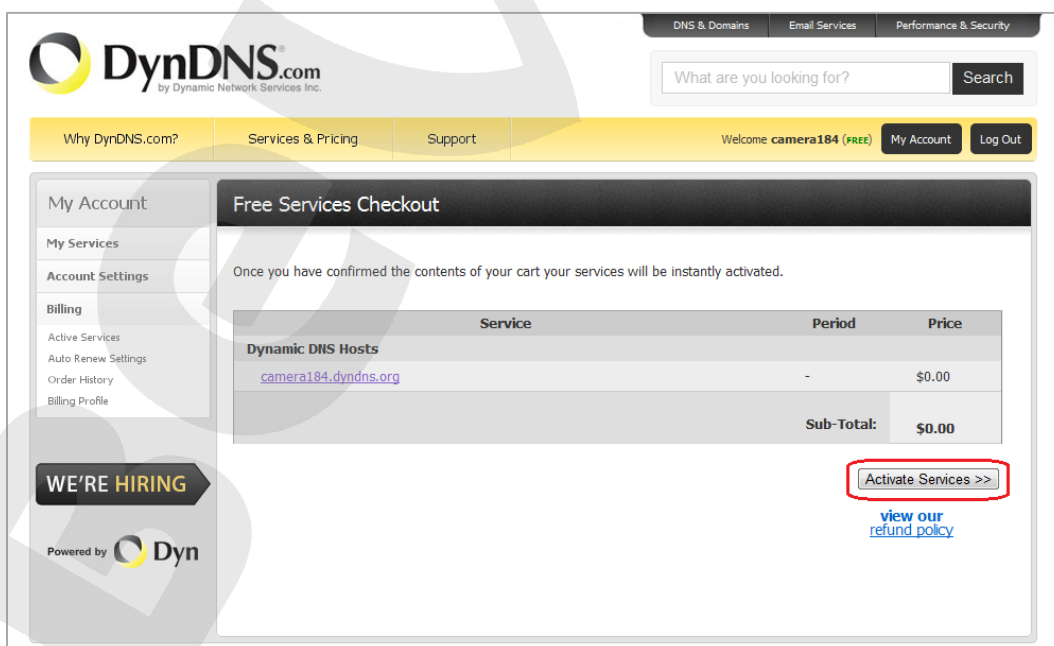 DNS & Domains Email Services Performance & Security
DynDNS®.com
by Dynamic Network Services Inc.
What are you looking for? Search
Why DynDNS.com? Services & Pricing Support Welcome camera184 (FREE) My Account Log Out
My Account
My Services
Account Settings
Billing
Active Services
Auto Renew Settings
Order History
Billing Profile
WE'RE HIRING
Powered by Dyn
Free Services Checkout
Once you have confirmed the contents of your cart your services will be instantly activated.
Service Period Price
Dynamic DNS Hosts
camera184.dyndns.org - $0.00
Sub-Total: $0.00
Activate Services >>
view our
refund policy